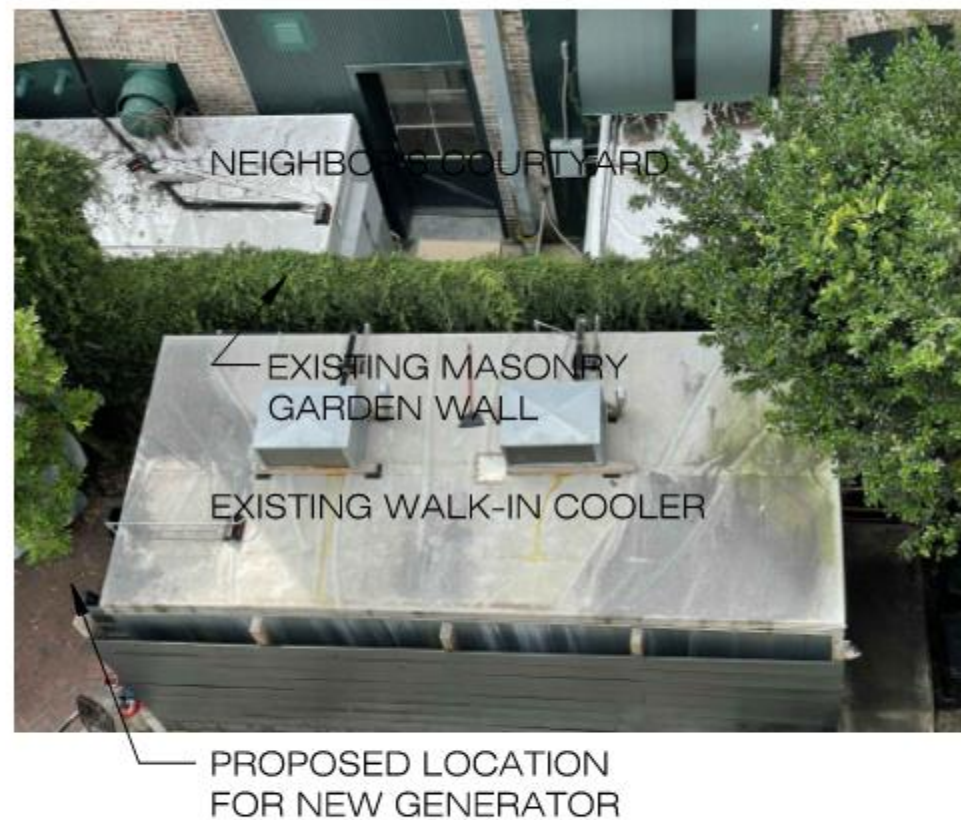 NEIGHBOR'S COURTYARD
EXISTING MASONRY
GARDEN WALL
EXISTING WALK-IN COOLER
PROPOSED LOCATION
FOR NEW GENERATOR